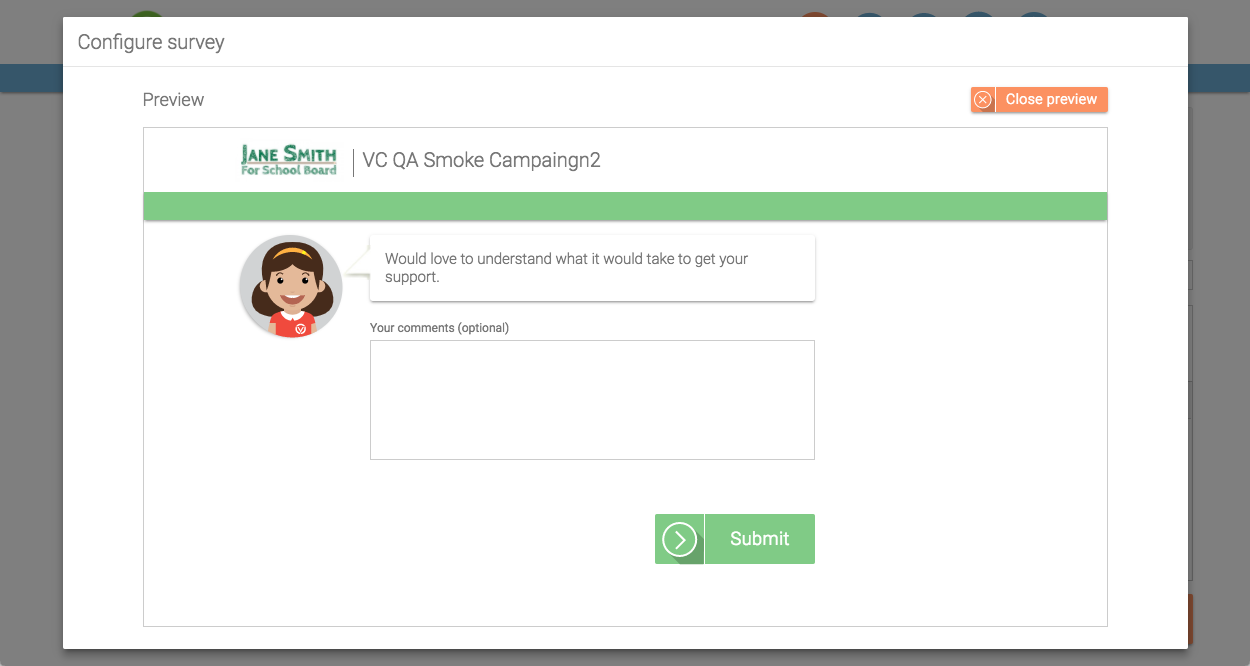 Configure survey
Preview
Close preview
JANE SMITH
For School Board
VC QA Smoke Campaingn2
Would love to understand what it would take to get your
support.
Your comments (optional)
Submit